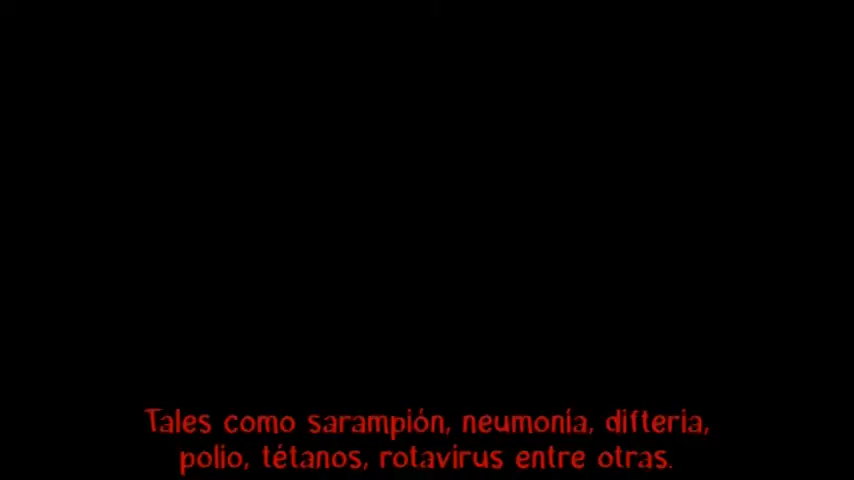 Tales como sarampión, neumonía, difteria,
polio, tétanos, rotavirus entre otras.